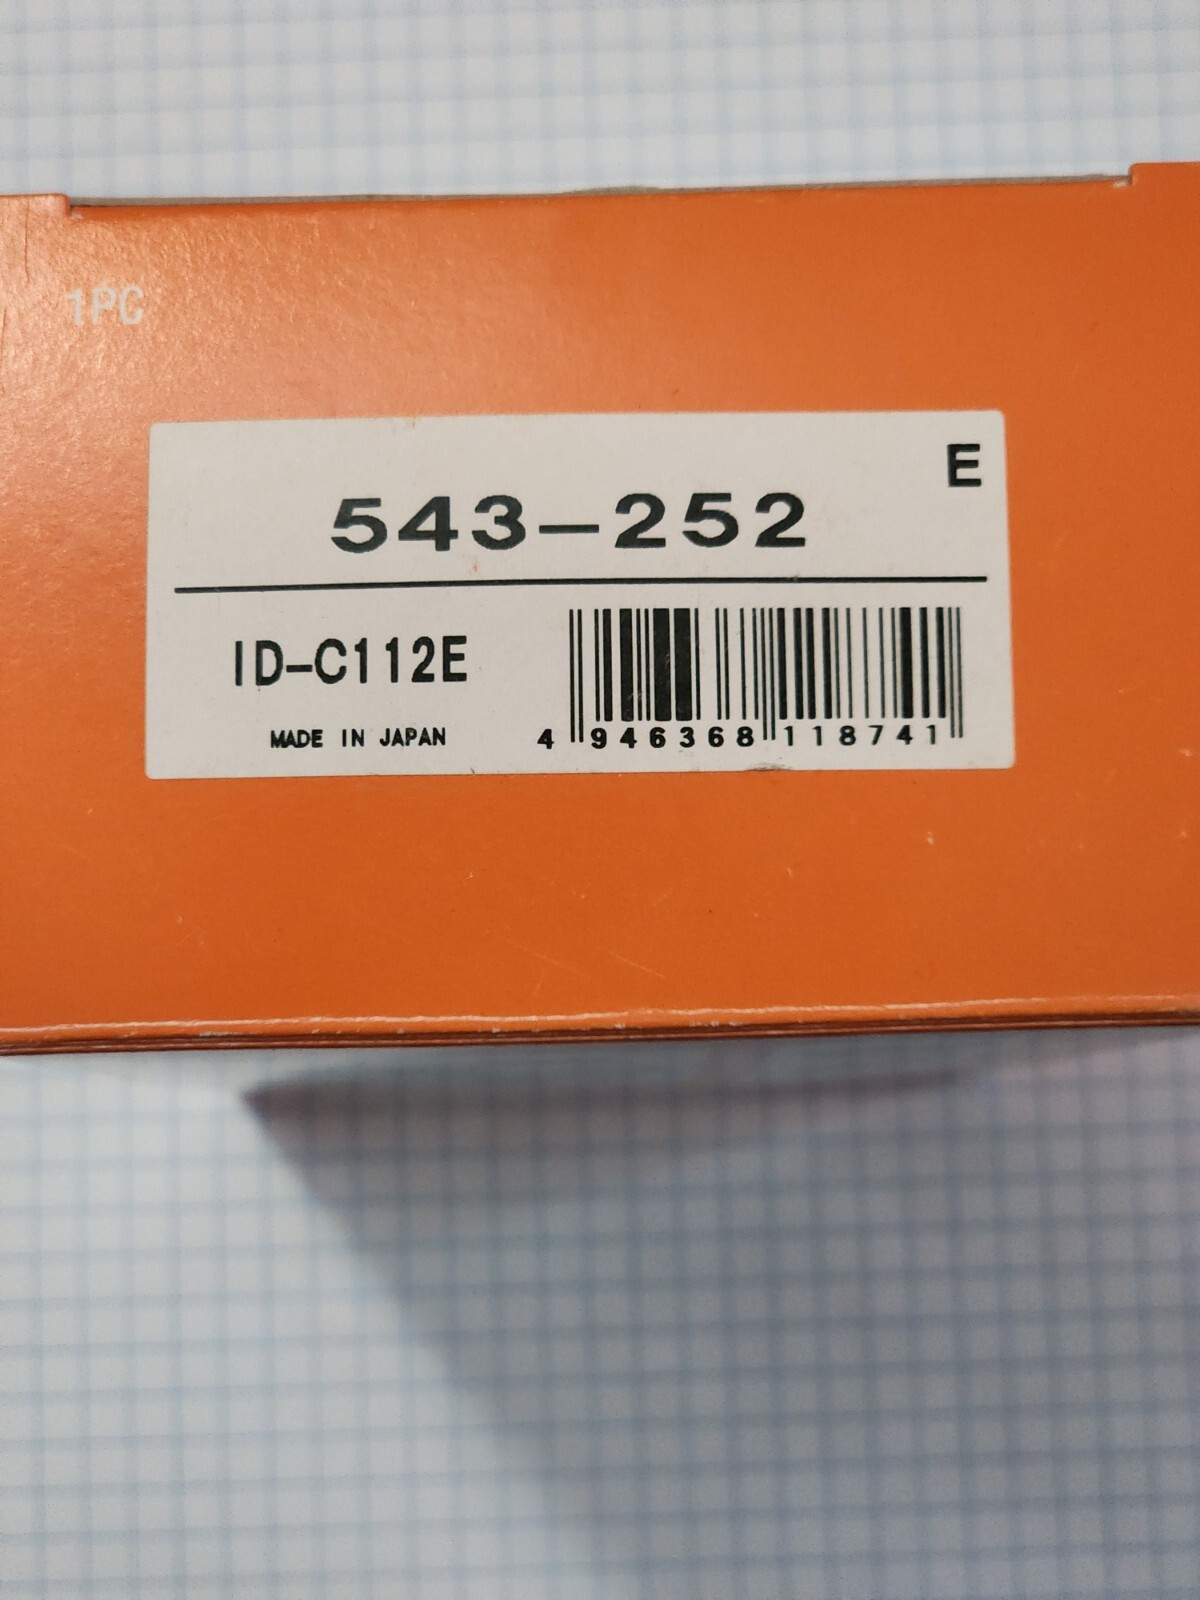 1PC
E
543-252
ID-C112E
MADE IN JAPAN
4 946368 118741